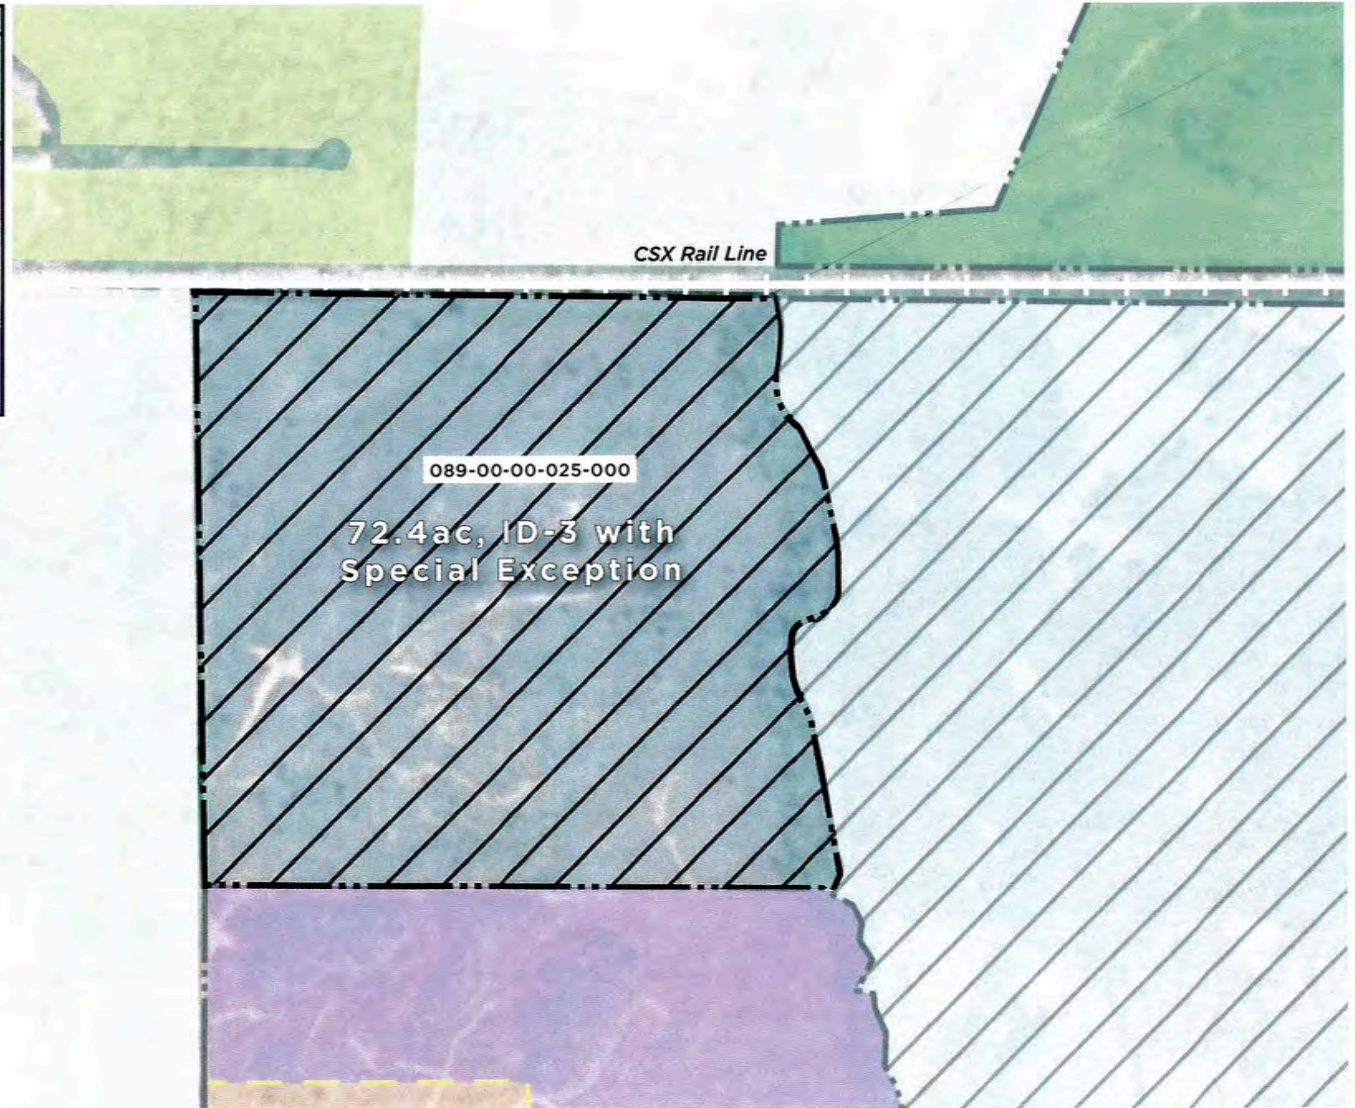 CSX Rail Line
089-00-00-025-000
72.4ac, ID-3 with
Special Exception